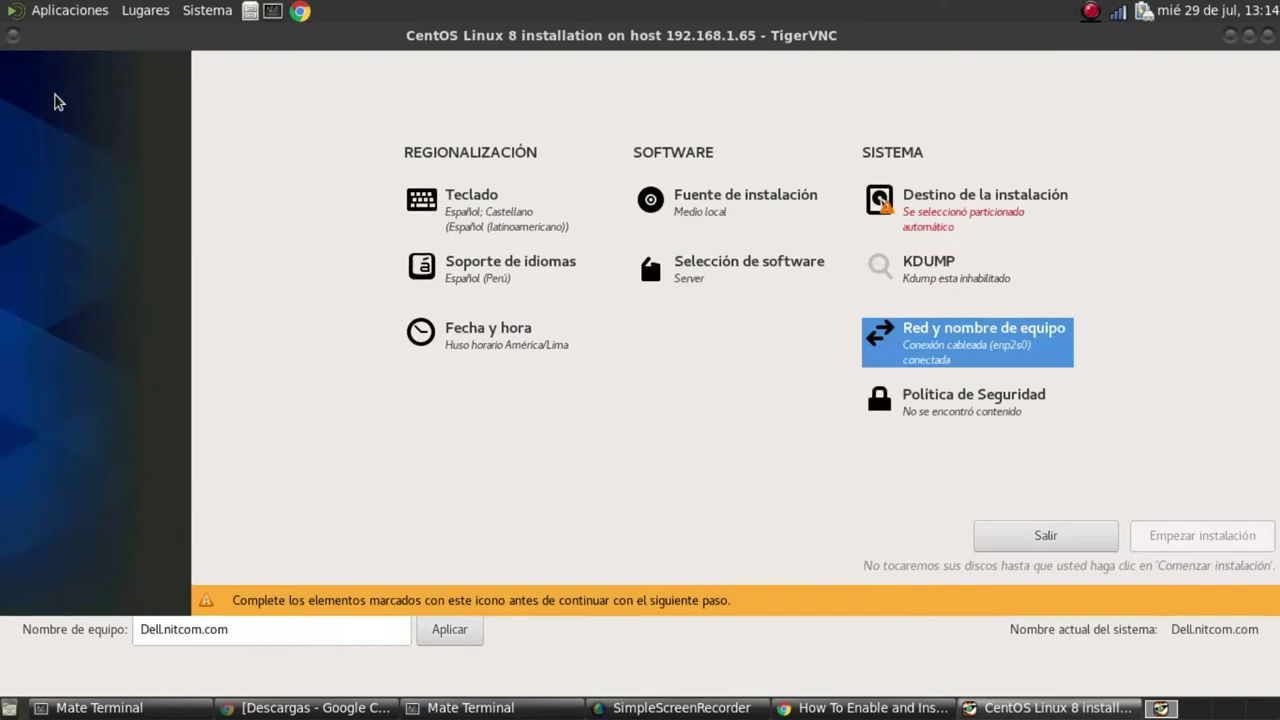 Aplicaciones Lugares Sistema mié 29 de jul, 13:14
CentOS Linux 8 installation on host 192.168.1.65 - TigerVNC
REGIONALIZACIÓN
Teclado
Español; Castellano
(Español (latinoamericano))
Soporte de idiomas
Español (Perú)
Fecha y hora
Huso horario América/Lima
SOFTWARE
Fuente de instalación
Medio local
Selección de software
Server
SISTEMA
Destino de la instalación
Se seleccionó particionado
automático
KDUMP
Kdump esta inhabilitado
Red y nombre de equipo
Conexión cableada (enp2s0)
conectada
Política de Seguridad
No se encontró contenido
Salir Empezar instalación
No tocaremos sus discos hasta que usted haga clic en 'Comenzar instalación'.
Complete los elementos marcados con este icono antes de continuar con el siguiente paso.
Nombre de equipo: Dell.nitcom.com Aplicar Nombre actual del sistema: Dell.nitcom.com
Mate Terminal [Descargas - Google C... Mate Terminal SimpleScreenRecorder How To Enable and Ins... CentOS Linux 8 install...